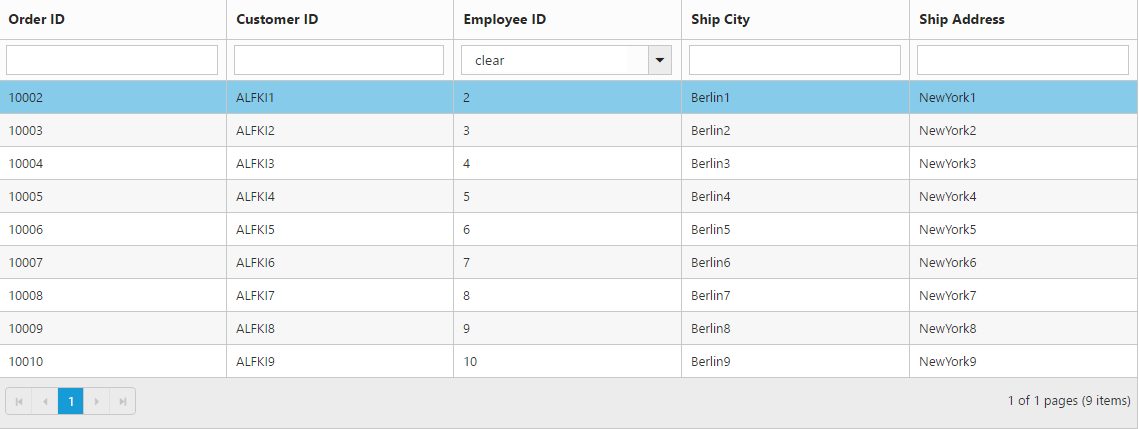 Order ID Customer ID Employee ID Ship City Ship Address
clear
10002 ALFKI1 2 Berlin1 NewYork1
10003 ALFKI2 3 Berlin2 NewYork2
10004 ALFKI3 4 Berlin3 NewYork3
10005 ALFKI4 5 Berlin4 NewYork4
10006 ALFKI5 6 Berlin5 NewYork5
10007 ALFKI6 7 Berlin6 NewYork6
10008 ALFKI7 8 Berlin7 NewYork7
10009 ALFKI8 9 Berlin8 NewYork8
10010 ALFKI9 10 Berlin9 NewYork9
1 1 of 1 pages (9 items)